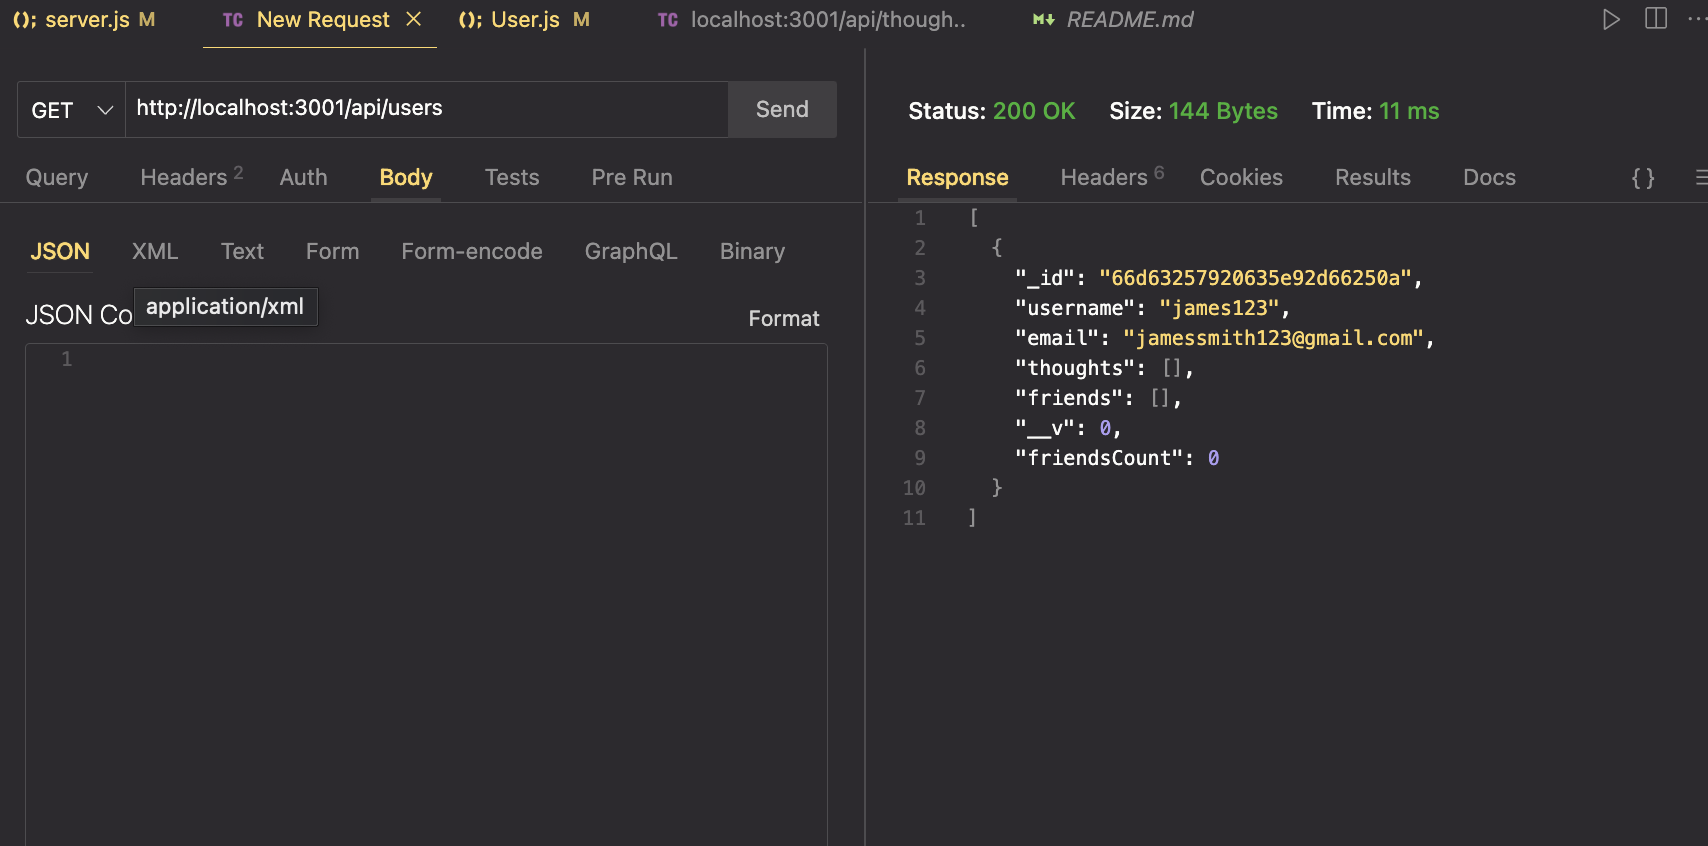 server.js M TC New Request × User.js M TC localhost:3001/api/though.. README.md
GET http://localhost:3001/api/users Send
Query Headers 2 Auth Body Tests Pre Run
JSON XML Text Form Form-encode GraphQL Binary
JSON Co
application/xml
Format
1
Status: 200 OK Size: 144 Bytes Time: 11 ms
Response Headers 6 Cookies Results Docs { }
1 [
2 {
3 "_id": "66d63257920635e92d66250a",
4 "username": "james123",
5 "email": "jamessmith123@gmail.com",
6 "thoughts": [],
7 "friends": [],
8 "__v": 0,
9 "friendsCount": 0
10 }
11 ]